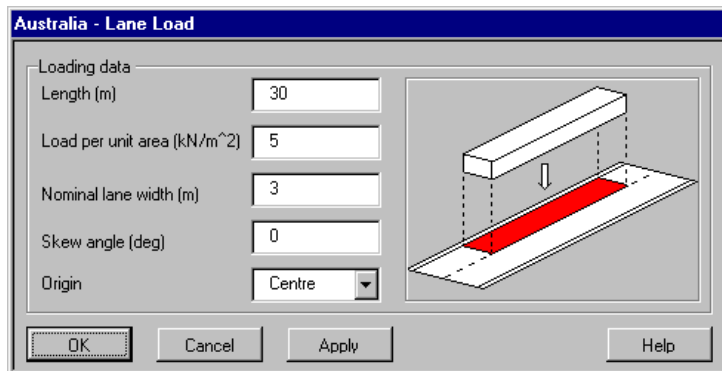 Australia - Lane Load
Loading data
Length (m) 30
Load per unit area (kN/m^2) 5
Nominal lane width (m) 3
Skew angle (deg) 0
Origin Centre
OK Cancel Apply Help